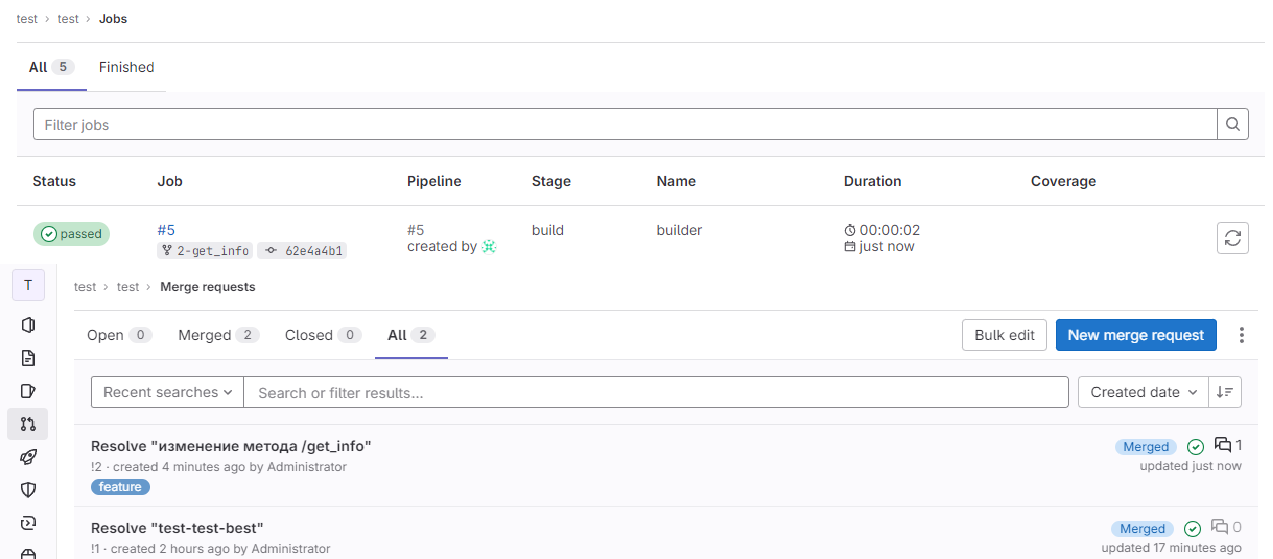 test › test › Jobs
All 5 Finished
Filter jobs
Status Job Pipeline Stage Name Duration Coverage
passed #5 #5 build builder 00:00:02
2-get_info 62e4a4b1 created by just now
T test › test › Merge requests
Open 0 Merged 2 Closed 0 All 2 Bulk edit New merge request
Recent searches Search or filter results... Created date
Resolve "изменение метода /get_info" Merged 1
!2 · created 4 minutes ago by Administrator updated just now
feature
Resolve "test-test-best" Merged 0
!1 · created 2 hours ago by Administrator updated 17 minutes ago